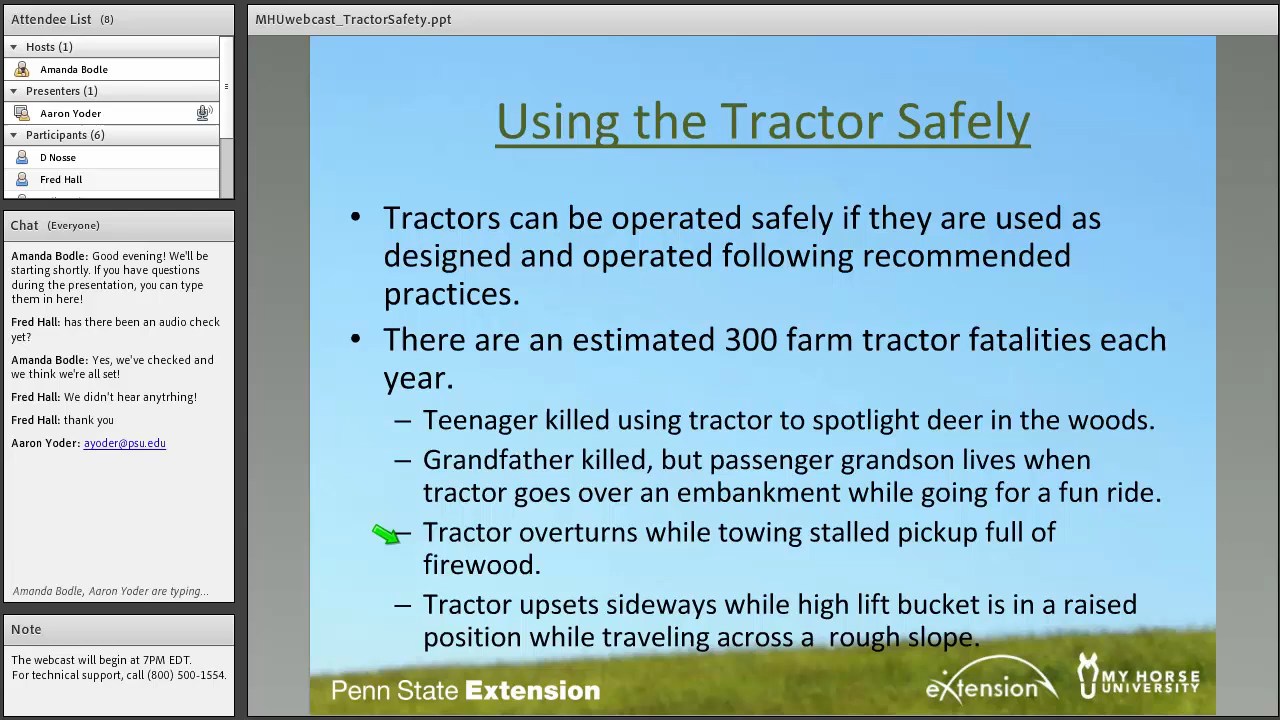 Attendee List (8)
Hosts (1)
Amanda Bodle
Presenters (1)
Aaron Yoder
Participants (6)
D Nosse
Fred Hall
Chat (Everyone)
Amanda Bodle: Good evening! We'll be
starting shortly. If you have questions
during the presentation, you can type
them in here!
Fred Hall: has there been an audio check
yet?
Amanda Bodle: Yes, we've checked and
we think we're all set!
Fred Hall: We didn't hear anytrhing!
Fred Hall: thank you
Aaron Yoder: ayoder@psu.edu
Amanda Bodle, Aaron Yoder are typing...
Note
The webcast will begin at 7PM EDT.
For technical support, call (800) 500-1554.
MHUwebcast_TractorSafety.ppt
Using the Tractor Safely
• Tractors can be operated safely if they are used as
designed and operated following recommended
practices.
• There are an estimated 300 farm tractor fatalities each
year.
– Teenager killed using tractor to spotlight deer in the woods.
– Grandfather killed, but passenger grandson lives when
tractor goes over an embankment while going for a fun ride.
– Tractor overturns while towing stalled pickup full of
firewood.
– Tractor upsets sideways while high lift bucket is in a raised
position while traveling across a  rough slope.
Penn State Extension
eXtension
MY HORSE
UNIVERSITY